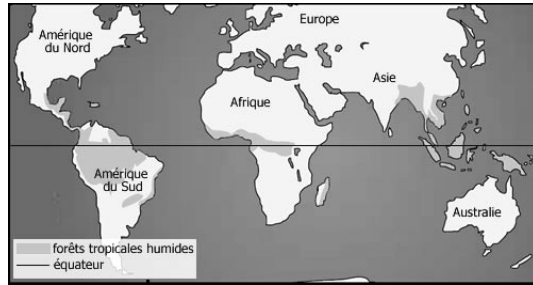 Europe
Amérique
du Nord
Asie
Afrique
Amérique
du Sud
Australie
forêts tropicales humides
équateur